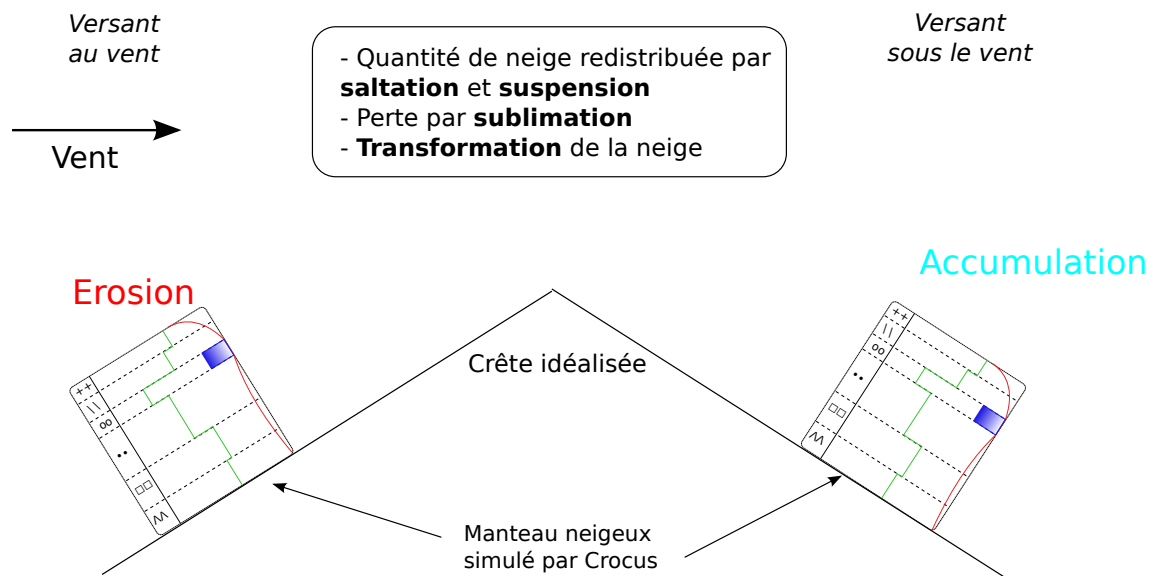 Versant
au vent
Vent
- Quantité de neige redistribuée par
saltation et suspension
- Perte par sublimation
- Transformation de la neige
Versant
sous le vent
Erosion
Accumulation
Crête idéalisée
Manteau neigeux
simulé par Crocus